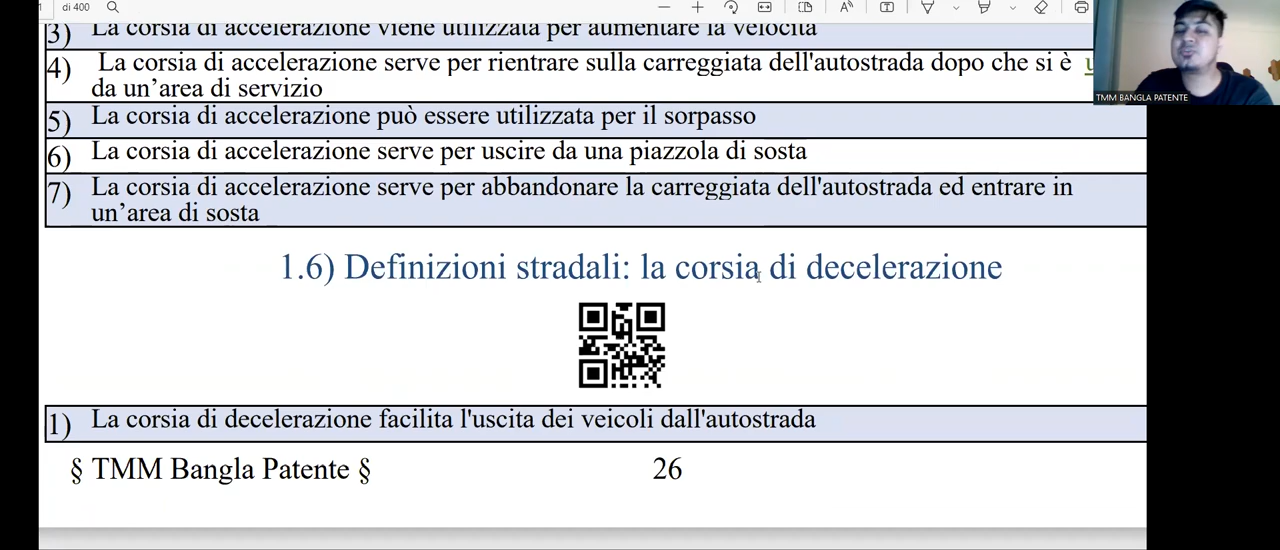 di 400
3) La corsia di accelerazione viene utilizzata per aumentare la velocità
4) La corsia di accelerazione serve per rientrare sulla carreggiata dell'autostrada dopo che si è
da un’area di servizio
5) La corsia di accelerazione può essere utilizzata per il sorpasso
6) La corsia di accelerazione serve per uscire da una piazzola di sosta
7) La corsia di accelerazione serve per abbandonare la carreggiata dell'autostrada ed entrare in
un’area di sosta
1.6) Definizioni stradali: la corsia di decelerazione
1) La corsia di decelerazione facilita l'uscita dei veicoli dall'autostrada
§ TMM Bangla Patente §
26
TMM BANGLA PATENTE